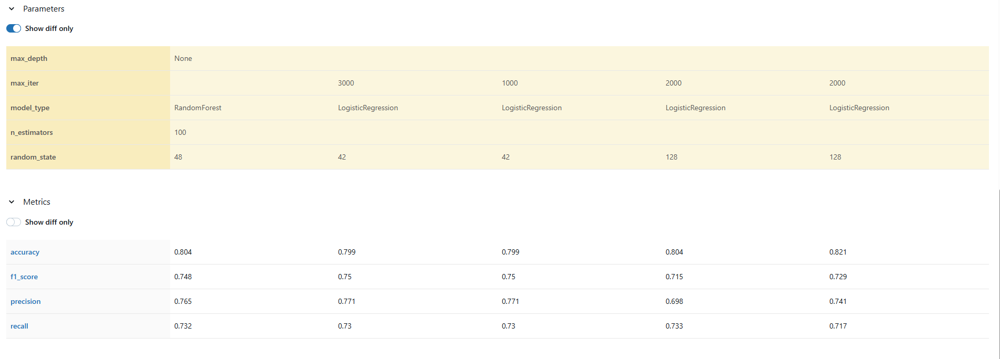 Parameters
Show diff only
max_depth None
max_iter 3000 1000 2000 2000
model_type RandomForest LogisticRegression LogisticRegression LogisticRegression LogisticRegression
n_estimators 100
random_state 48 42 42 128 128
Metrics
Show diff only
accuracy 0.804 0.799 0.799 0.804 0.821
f1_score 0.748 0.75 0.75 0.715 0.729
precision 0.765 0.771 0.771 0.698 0.741
recall 0.732 0.73 0.73 0.733 0.717